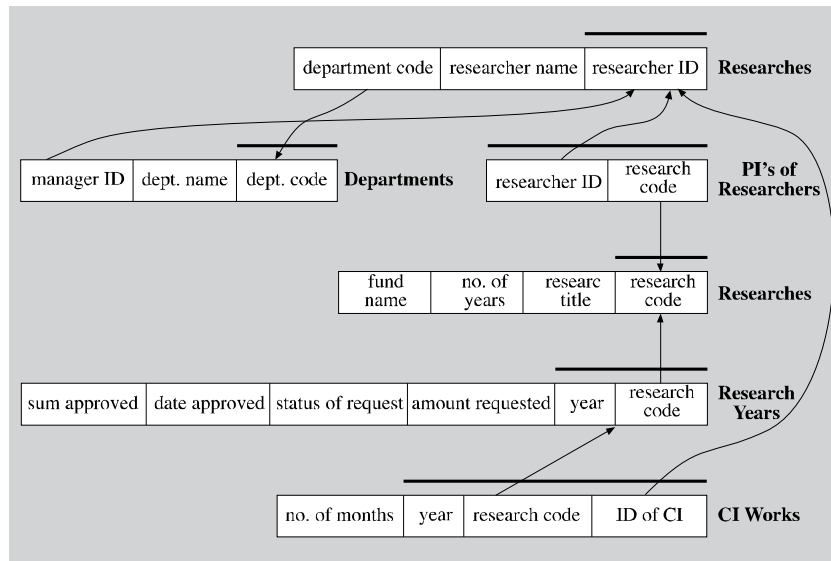 department code researcher name researcher ID Researches
manager ID dept. name dept. code Departments
researcher ID research code PI's of Researchers
fund name no. of years researc title research code Researches
sum approved date approved status of request amount requested year research code Research Years
no. of months year research code ID of CI CI Works